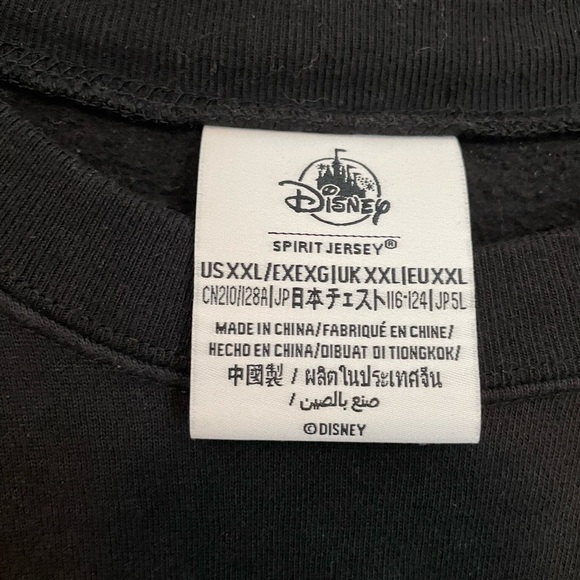 Disney
SPIRIT JERSEY®
US XXL/EXEXG|UK XXL|EU XXL
CN210/128A|JP日本チェスト116-124|JP 5L
MADE IN CHINA/FABRIQUÉ EN CHINE/
HECHO EN CHINA/DIBUAT DI TIONGKOK/
中國製 / ผลิตในประเทศจีน
/ صنع بالصين
©DISNEY